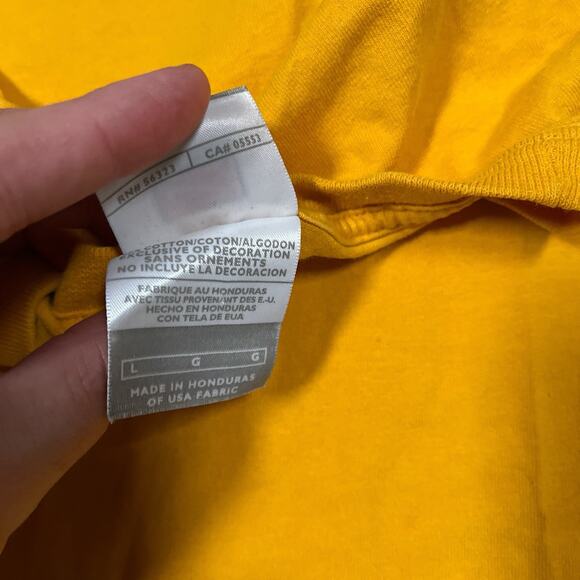 RN# 56323 CA# 05553
COTTON/COTON/ALGODON
EXCLUSIVE OF DECORATION
SANS ORNEMENTS
NO INCLUYE LA DECORACION
FABRIQUE AU HONDURAS
AVEC TISSU PROVENANT DES E.-U.
HECHO EN HONDURAS
CON TELA DE EUA
L G G
MADE IN HONDURAS
OF USA FABRIC